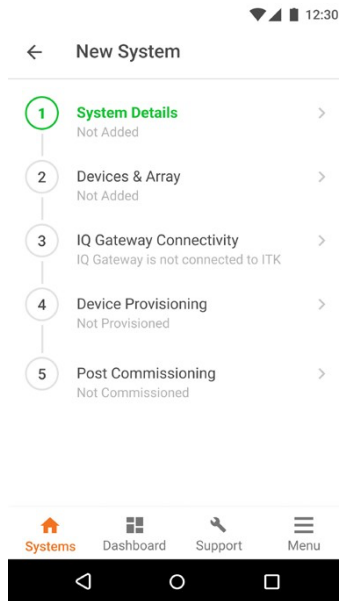 12:30
New System
1
System Details
Not Added
2
Devices & Array
Not Added
3
IQ Gateway Connectivity
IQ Gateway is not connected to ITK
4
Device Provisioning
Not Provisioned
5
Post Commissioning
Not Commissioned
Systems Dashboard Support Menu